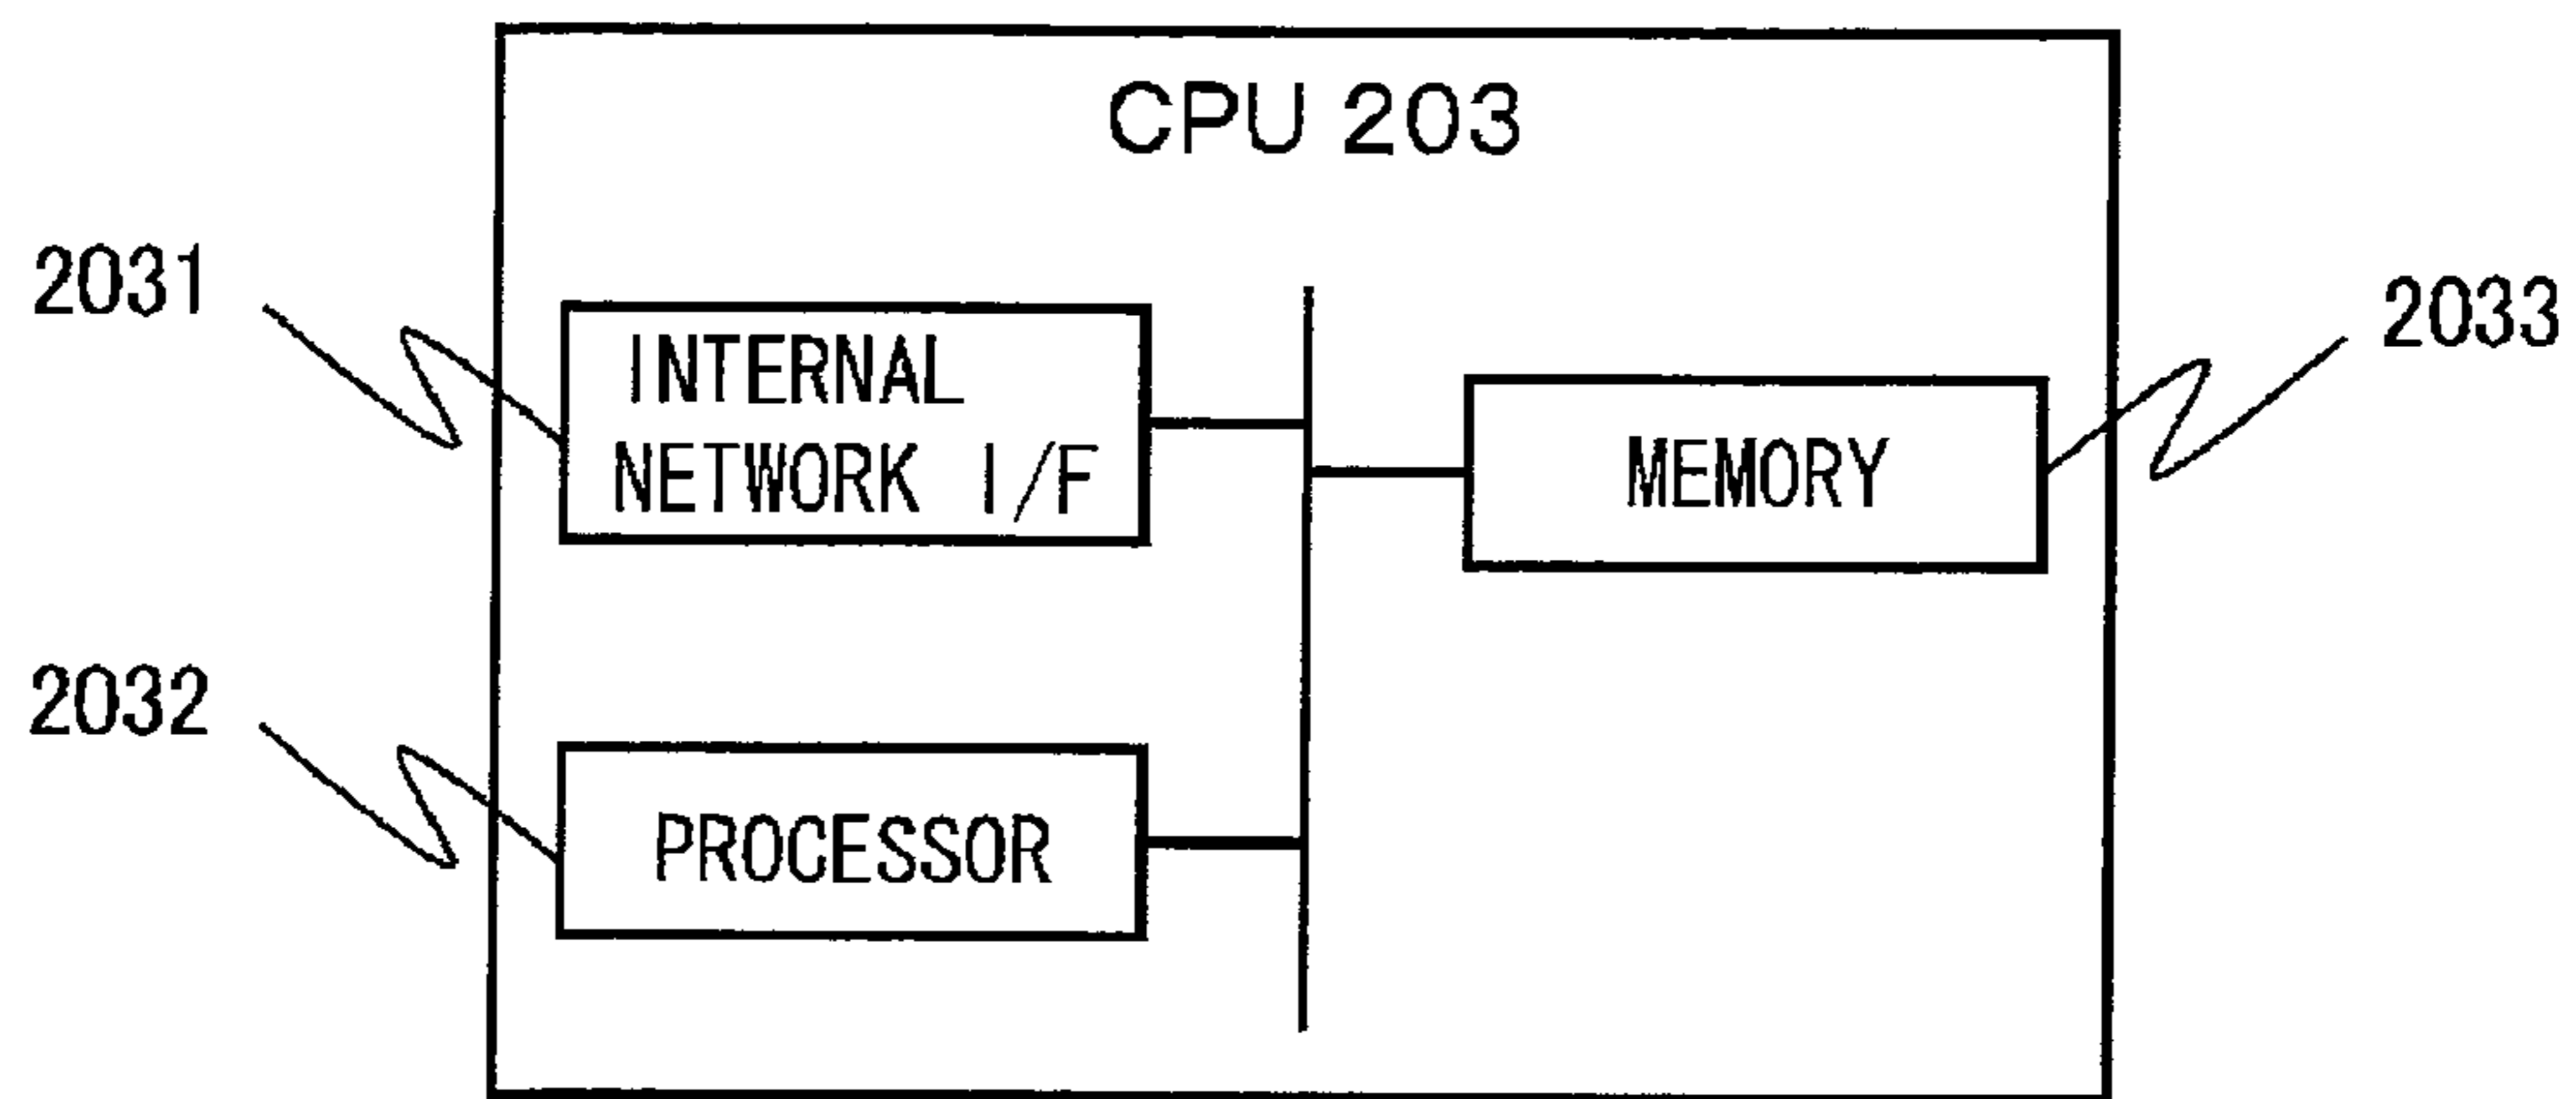 CPU 203
2031
INTERNAL
NETWORK I/F
2033
MEMORY
2032
PROCESSOR